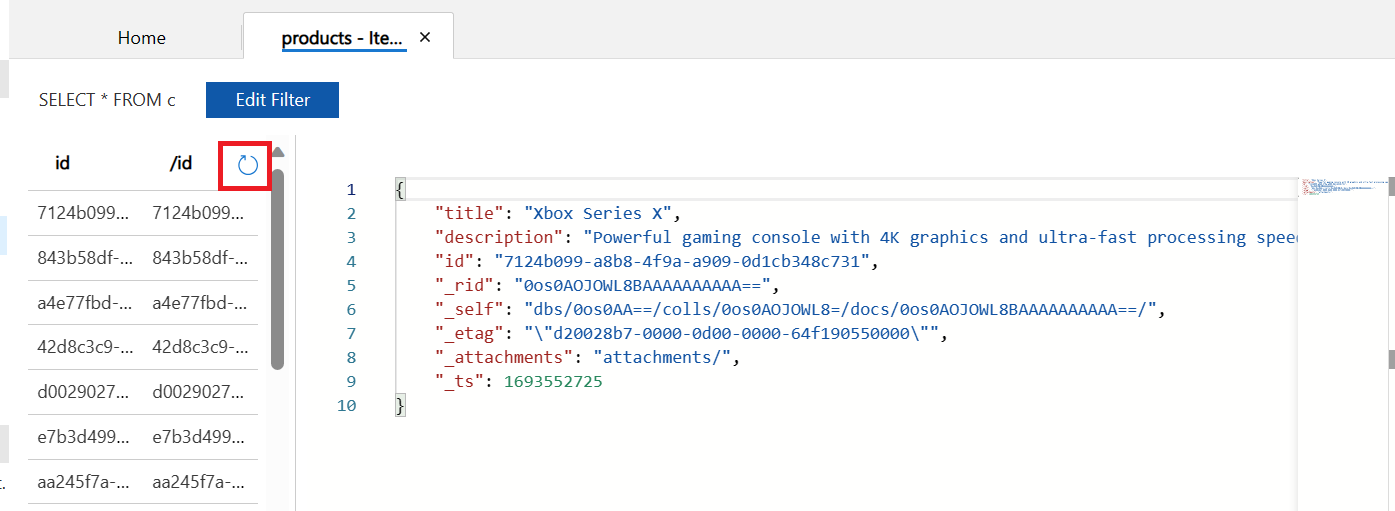 Home
products - Ite...
SELECT * FROM c
Edit Filter
id /id
7124b099... 7124b099...
843b58df-... 843b58df-...
a4e77fbd-... a4e77fbd-...
42d8c3c9-... 42d8c3c9-...
d0029027... d0029027...
e7b3d499... e7b3d499...
aa245f7a-... aa245f7a-...
1 {
2 "title": "Xbox Series X",
3 "description": "Powerful gaming console with 4K graphics and ultra-fast processing spee
4 "id": "7124b099-a8b8-4f9a-a909-0d1cb348c731",
5 "_rid": "0os0AOJOWL8BAAAAAAAAAA==",
6 "_self": "dbs/0os0AA==/colls/0os0AOJOWL8=/docs/0os0AOJOWL8BAAAAAAAAAA==/",
7 "_etag": "\"d20028b7-0000-0d00-0000-64f190550000\"",
8 "_attachments": "attachments/",
9 "_ts": 1693552725
10 }